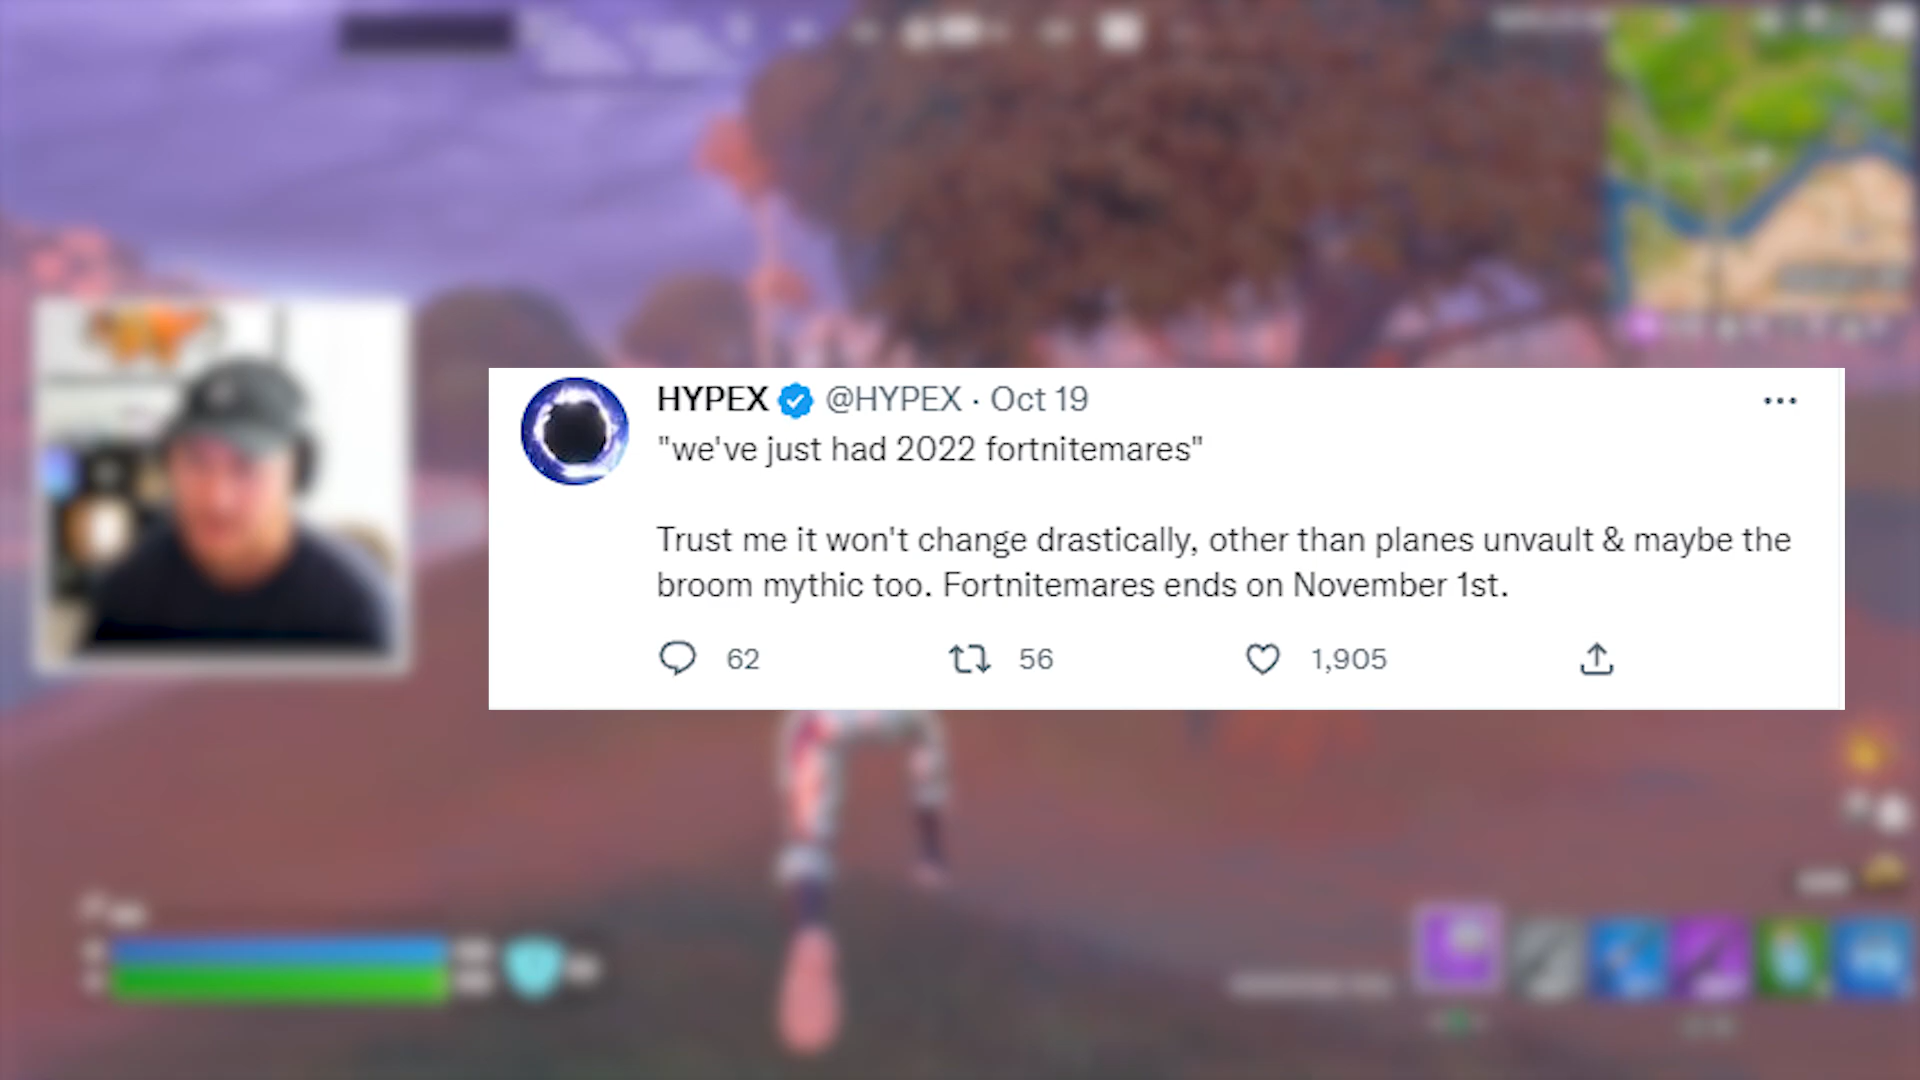 HYPEX @HYPEX · Oct 19
"we've just had 2022 fortnitemares"
Trust me it won't change drastically, other than planes unvault & maybe the
broom mythic too. Fortnitemares ends on November 1st.
62 56 1,905